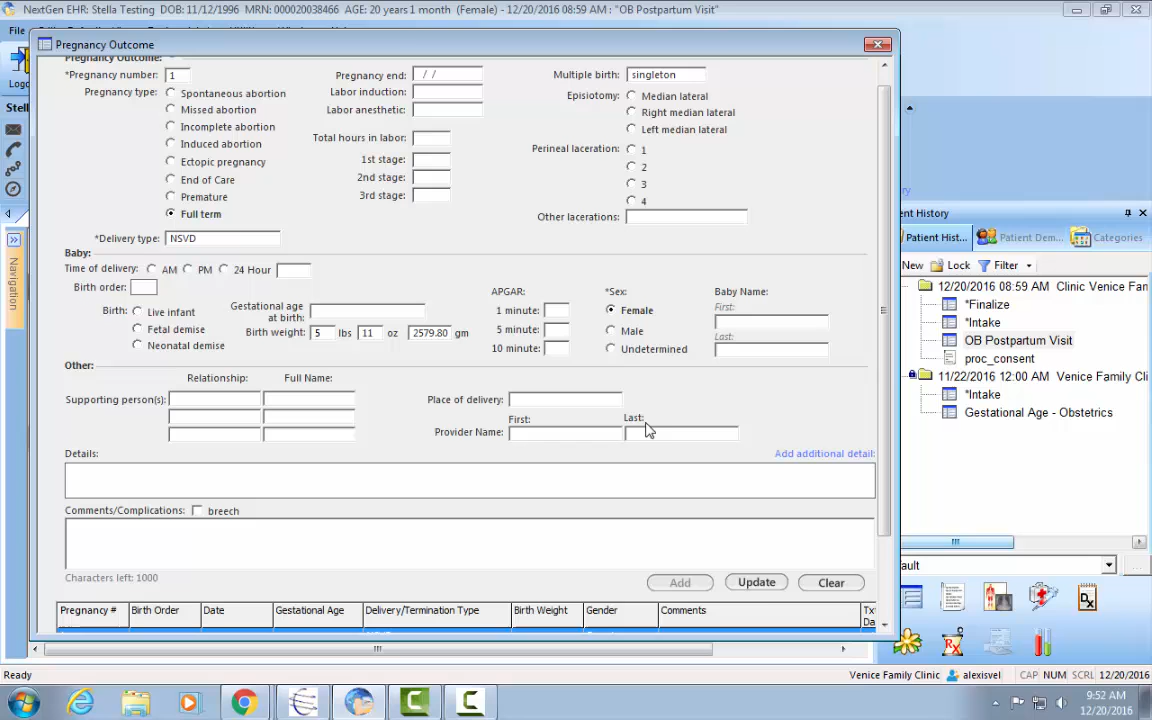 NextGen EHR: Stella Testing DOB: 11/12/1996 MRN: 000020038466 AGE: 20 years 1 month (Female) - 12/20/2016 08:59 AM : "OB Postpartum Visit"
File
Pregnancy Outcome
Logo
Stell
Navigation
Pregnancy Outcome:
*Pregnancy number: 1
Pregnancy type:
Spontaneous abortion
Missed abortion
Incomplete abortion
Induced abortion
Ectopic pregnancy
End of Care
Premature
Full term
*Delivery type: NSVD
Pregnancy end: / /
Labor induction:
Labor anesthetic:
Total hours in labor:
1st stage:
2nd stage:
3rd stage:
Multiple birth: singleton
Episiotomy:
Median lateral
Right median lateral
Left median lateral
Perineal laceration:
1
2
3
4
Other lacerations:
Baby:
Time of delivery: AM PM 24 Hour
Birth order:
Birth: Live infant
Fetal demise
Neonatal demise
Gestational age
at birth:
Birth weight: 5 lbs 11 oz 2579.80 gm
APGAR:
1 minute:
5 minute:
10 minute:
*Sex:
Female
Male
Undetermined
Baby Name:
First:
Last:
Other:
Relationship: Full Name:
Supporting person(s):
Place of delivery:
First: Last:
Provider Name:
Details:
Add additional detail:
Comments/Complications: breech
Characters left: 1000
Add Update Clear
Pregnancy # Birth Order Date Gestational Age Delivery/Termination Type Birth Weight Gender Comments Txt
Da
ent History
Patient Hist... Patient Dem... Categories
New Lock Filter
12/20/2016 08:59 AM Clinic Venice Fam
*Finalize
*Intake
OB Postpartum Visit
proc_consent
11/22/2016 12:00 AM Venice Family Cli
*Intake
Gestational Age - Obstetrics
ault
...
Ready
Venice Family Clinic alexisvel CAP NUM SCRL 12/20/2016
9:52 AM
12/20/2016